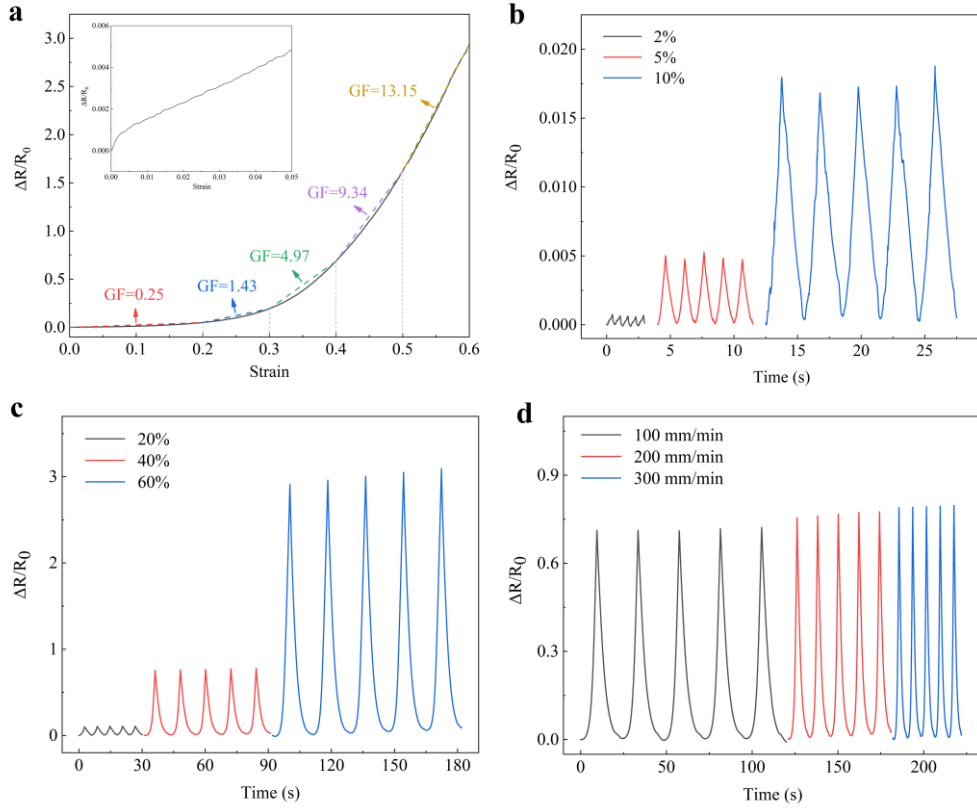 a
ΔR/R0
3.0
2.5
2.0
1.5
1.0
0.5
0.0
0.0 0.1 0.2 0.3 0.4 0.5 0.6
Strain
GF=0.25
GF=1.43
GF=4.97
GF=9.34
GF=13.15
ΔR/R0
0.006
0.004
0.002
0.000
0.00 0.01 0.02 0.03 0.04 0.05
Strain
b
2%
5%
10%
ΔR/R0
0.020
0.015
0.010
0.005
0.000
0 5 10 15 20 25
Time (s)
c
20%
40%
60%
ΔR/R0
3
2
1
0
0 30 60 90 120 150 180
Time (s)
d
100 mm/min
200 mm/min
300 mm/min
ΔR/R0
0.9
0.6
0.3
0.0
0 50 100 150 200
Time (s)